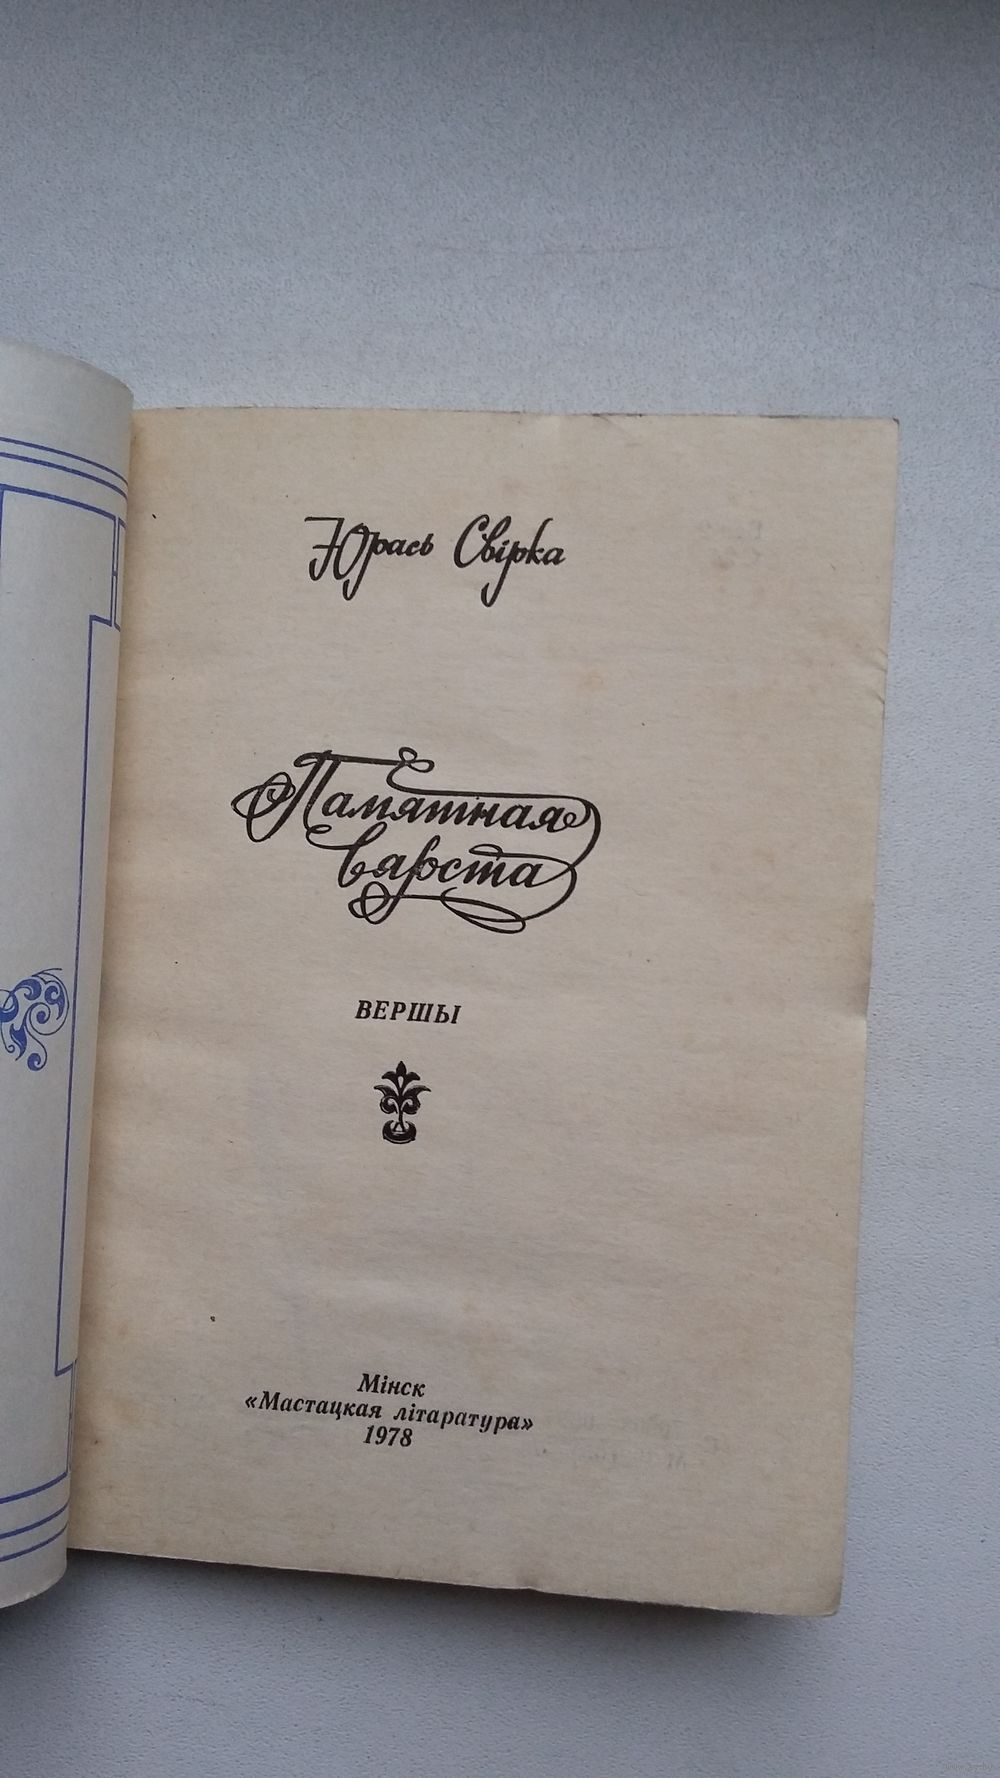 Юрась Свірка
Памятная
вярста
ВЕРШЫ
Мінск
«Мастацкая літаратура»
1978